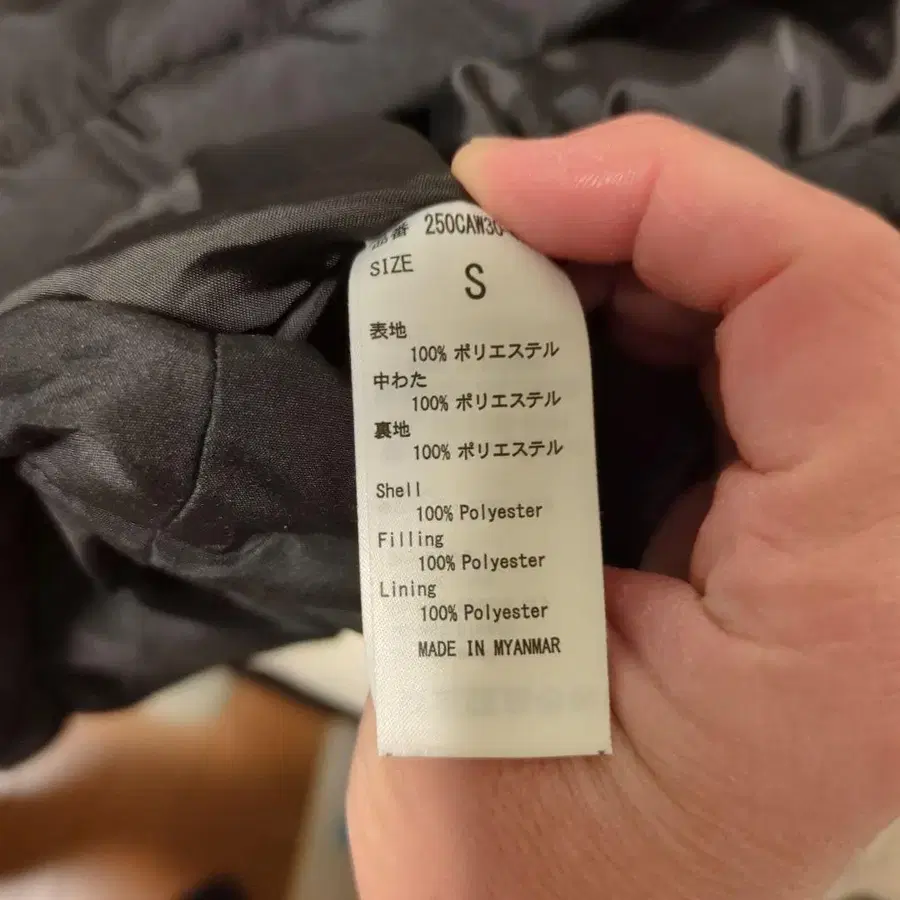 品番 250CAW30
SIZE
S
表地
100% ポリエステル
中わた
100% ポリエステル
裏地
100% ポリエステル
Shell
100% Polyester
Filling
100% Polyester
Lining
100% Polyester
MADE IN MYANMAR